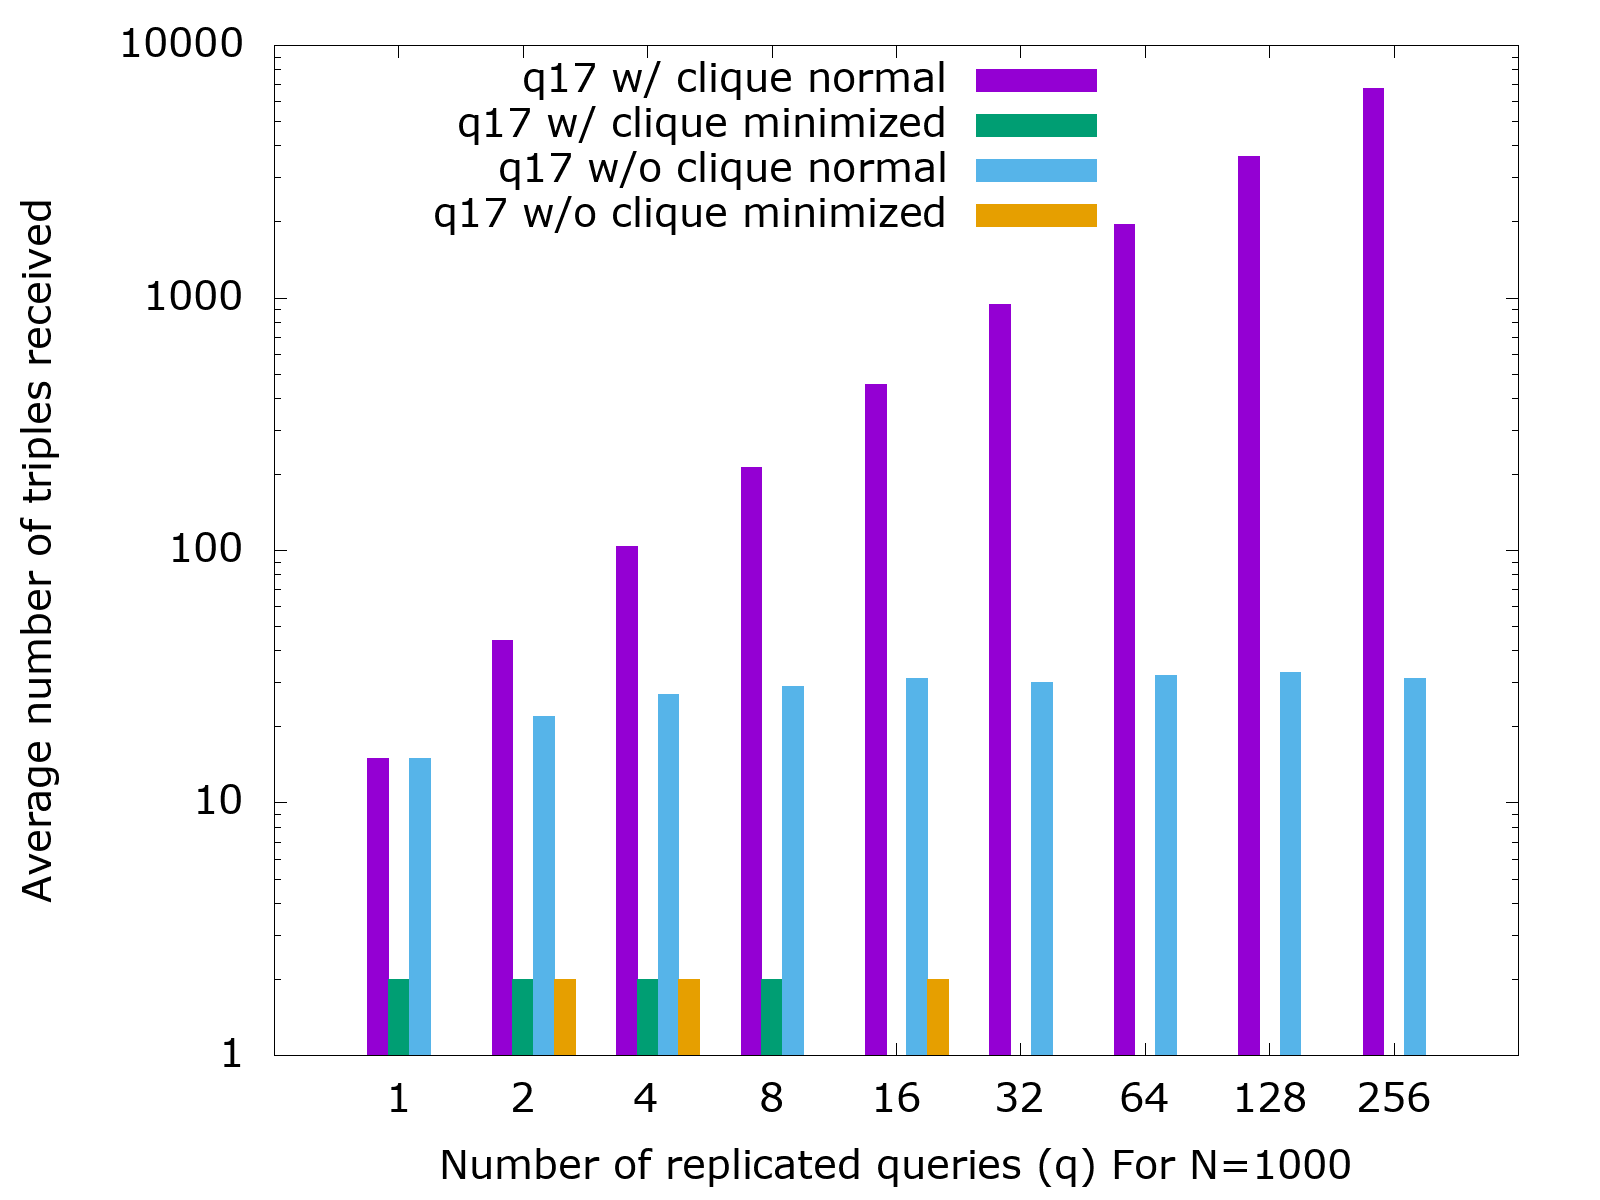 10000
1000
100
10
1
Average number of triples received
q17 w/ clique normal
q17 w/ clique minimized
q17 w/o clique normal
q17 w/o clique minimized
1 2 4 8 16 32 64 128 256
Number of replicated queries (q) For N=1000